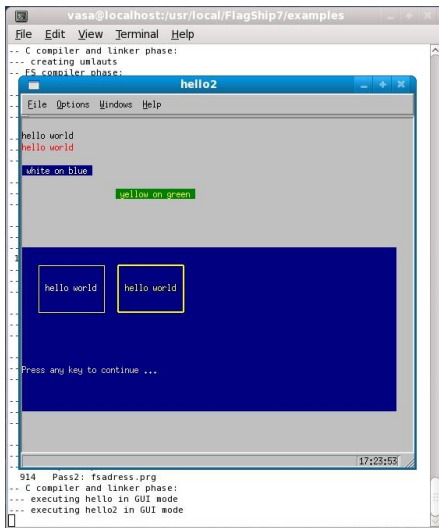 vasa@localhost:/usr/local/FlagShip7/examples
File Edit View Terminal Help
-- C compiler and linker phase:
--- creating umlauts
-- FS compiler phase:
hello2
File Options Windows Help
hello world
hello world
white on blue
yellow on green
hello world hello world
Press any key to continue ...
17:23:53
914 Pass2: fsadress.prg
-- C compiler and linker phase:
--- executing hello in GUI mode
--- executing hello2 in GUI mode